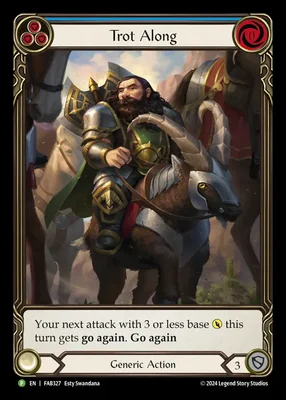 Trot Along
Your next attack with 3 or less base this
turn gets go again. Go again
Generic Action
3
P EN | FAB327 Esty Swandana
©2024 Legend Story Studios